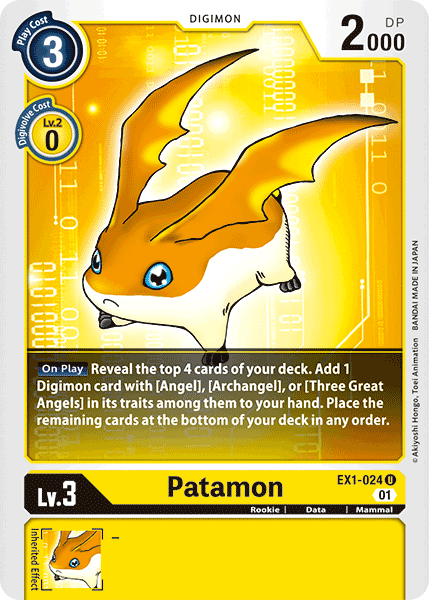 DIGIMON
Play Cost
3
DP
2000
Digivolve Cost
Lv.2
0
On Play Reveal the top 4 cards of your deck. Add 1
Digimon card with [Angel], [Archangel], or [Three Great
Angels] in its traits among them to your hand. Place the
remaining cards at the bottom of your deck in any order.
© Akiyoshi Hongo, Toei Animation BANDAI MADE IN JAPAN
Lv.3
Patamon
EX1-024 U
01
Rookie | Data | Mammal
Inherited Effect
–